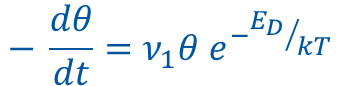 − dθ/dt = ν₁θ e^(−E_D/kT)